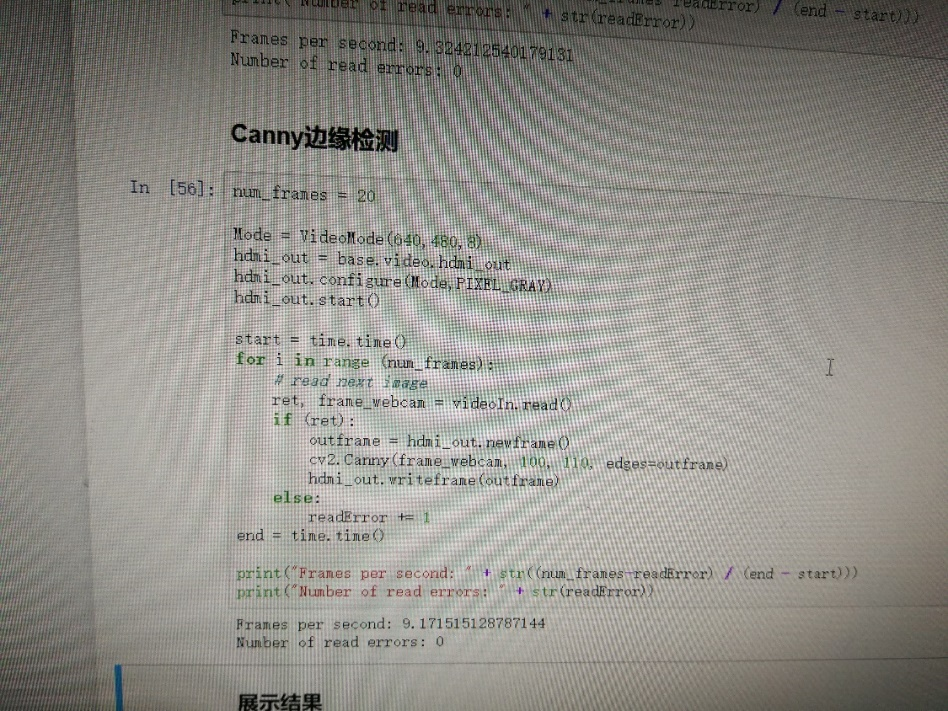 print("Number of read errors: " + str(readError))
readError) / (end - start)))
Frames per second: 9.324212540179131
Number of read errors: 0
Canny边缘检测
In [56]: num_frames = 20
Mode = VideoMode(640,480,8)
hdmi_out = base.video.hdmi_out
hdmi_out.configure(Mode,PIXEL_GRAY)
hdmi_out.start()
start = time.time()
for i in range (num_frames):
# read next image
ret, frame_webcam = videoIn.read()
if (ret):
outframe = hdmi_out.newframe()
cv2.Canny(frame_webcam, 100, 110, edges=outframe)
hdmi_out.writeframe(outframe)
else:
readError += 1
end = time.time()
print("Frames per second: " + str((num_frames-readError) / (end - start)))
print("Number of read errors: " + str(readError))
Frames per second: 9.171515128787144
Number of read errors: 0
展示结果